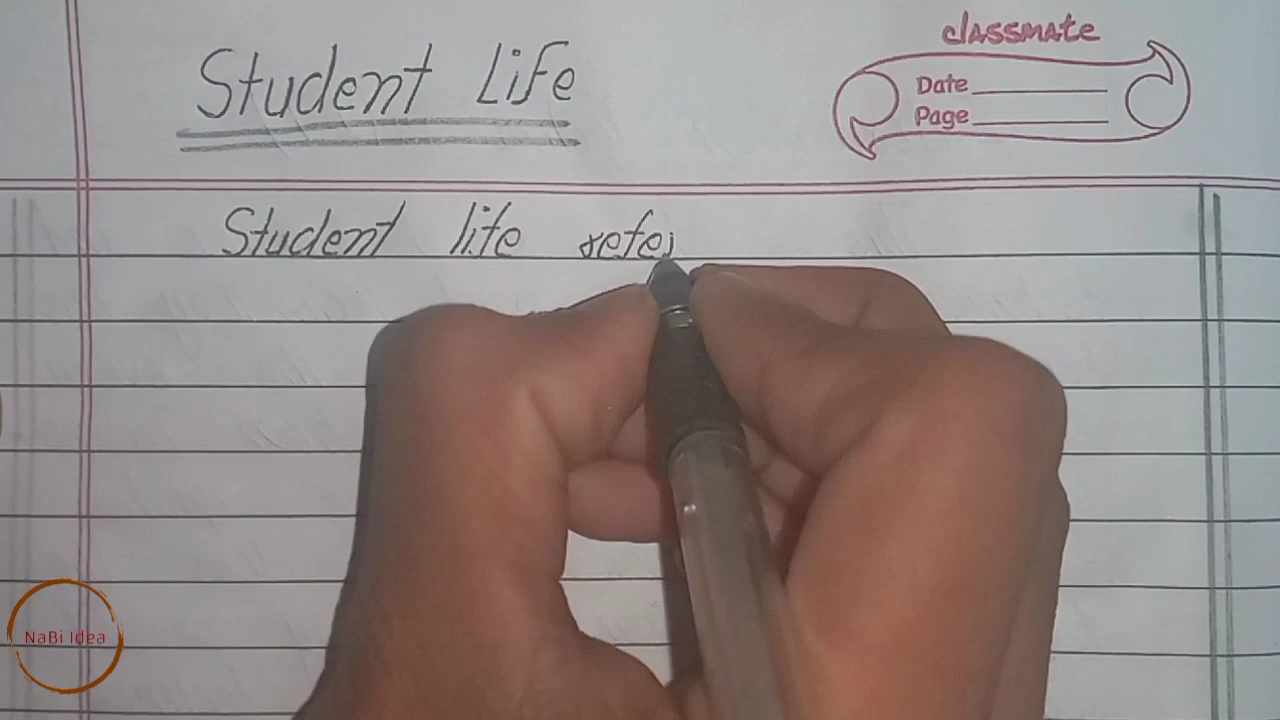 classmate
Student Life
Date
Page
Student life refe
NaBi Idea